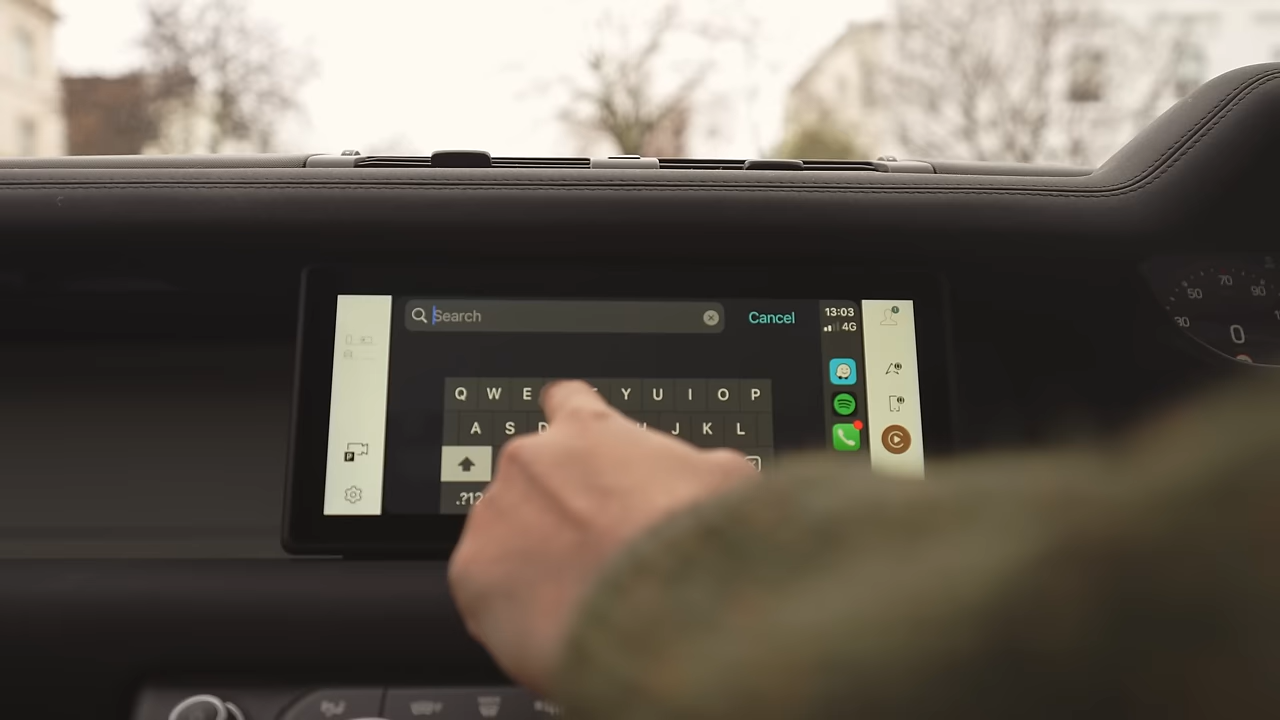 Search
Cancel
13:03
4G
Q W E Y U I O P
A S D J K L
.?12
P
50 70 90
30
0